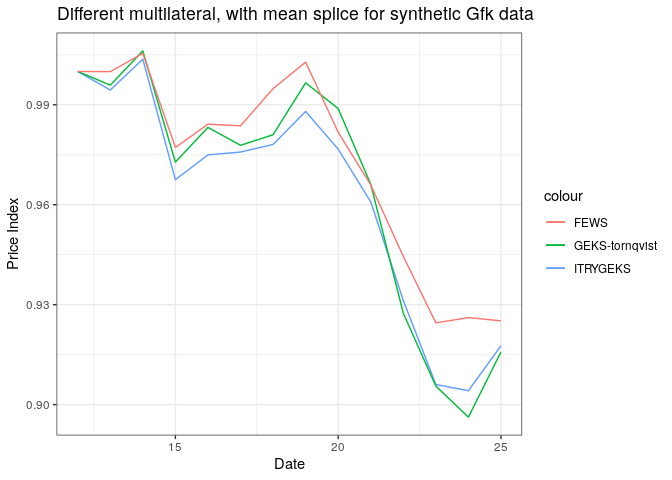 Different multilateral, with mean splice for synthetic Gfk data
Price Index
0.99
0.96
0.93
0.90
15
20
25
Date
colour
FEWS
GEKS-tornqvist
ITRYGEKS